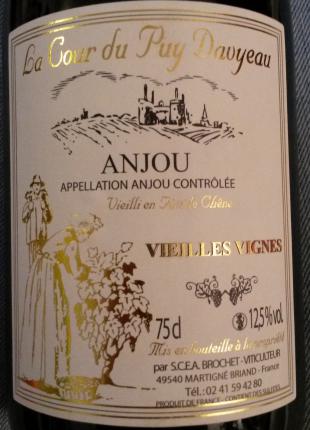 La Cour du Puy Davyeau
ANJOU
APPELLATION ANJOU CONTRÔLÉE
Vieilli en Fût de Chêne
VIEILLES VIGNES
75cl
12,5%vol.
Mis en bouteille à la propriété
par S.C.E.A. BROCHET - VITICULTEUR
49540 MARTIGNÉ BRIAND - France
Tél.: 02 41 59 42 80
PRODUIT DE FRANCE - CONTIENT DES SULFITES